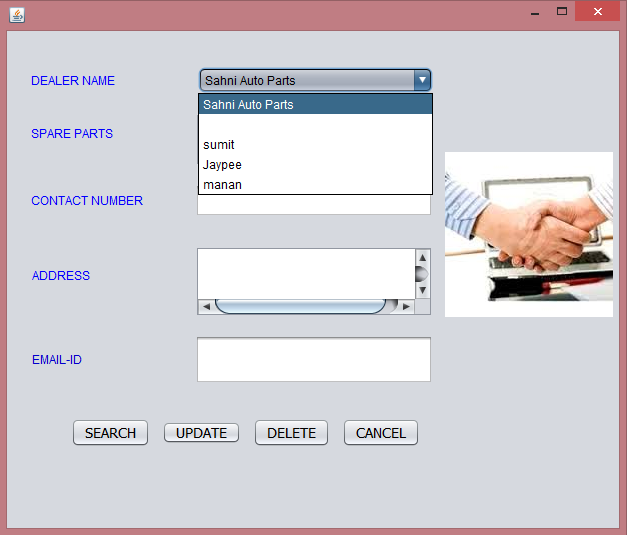 DEALER NAME
Sahni Auto Parts
Sahni Auto Parts
SPARE PARTS
sumit
Jaypee
manan
CONTACT NUMBER
ADDRESS
EMAIL-ID
SEARCH UPDATE DELETE CANCEL